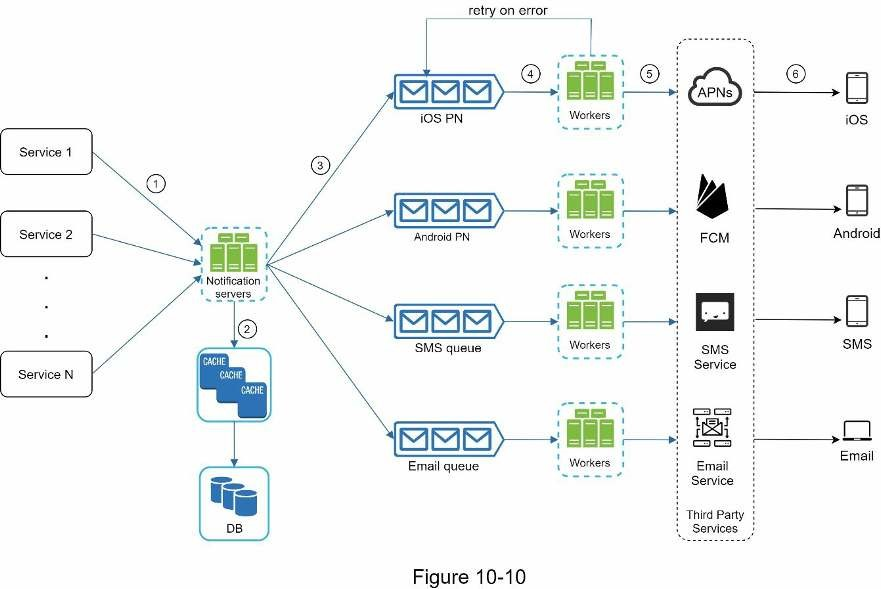 retry on error
4
5
6
APNs
iOS PN
Workers
iOS
Service 1
3
1
Service 2
Android PN
Workers
FCM
Android
Notification
servers
2
CACHE
CACHE
CACHE
SMS queue
Workers
SMS
Service
SMS
Service N
Email queue
Workers
Email
Service
Email
DB
Third Party
Services
Figure 10-10